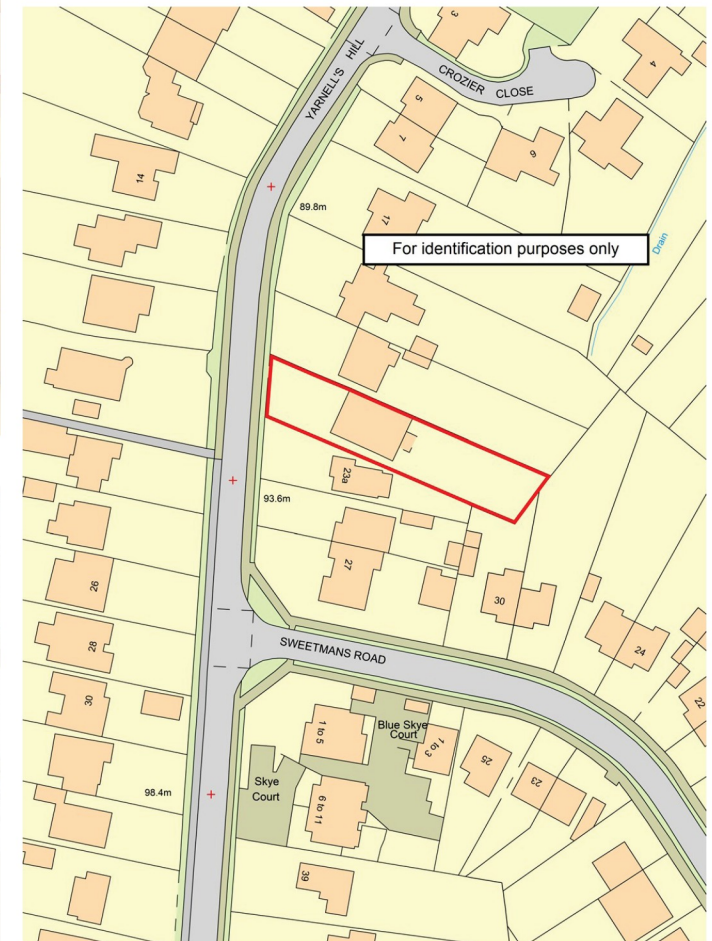 3
YARNELL'S HILL
CROZIER CLOSE
4
5
7
6
14
89.8m
17
For identification purposes only
Drain
23a
93.6m
27
26
30
28
SWEETMANS ROAD
24
30
22
1 to 5
Blue Skye
Court
1 to 3
25
23
98.4m
Skye
Court
6 to 11
39